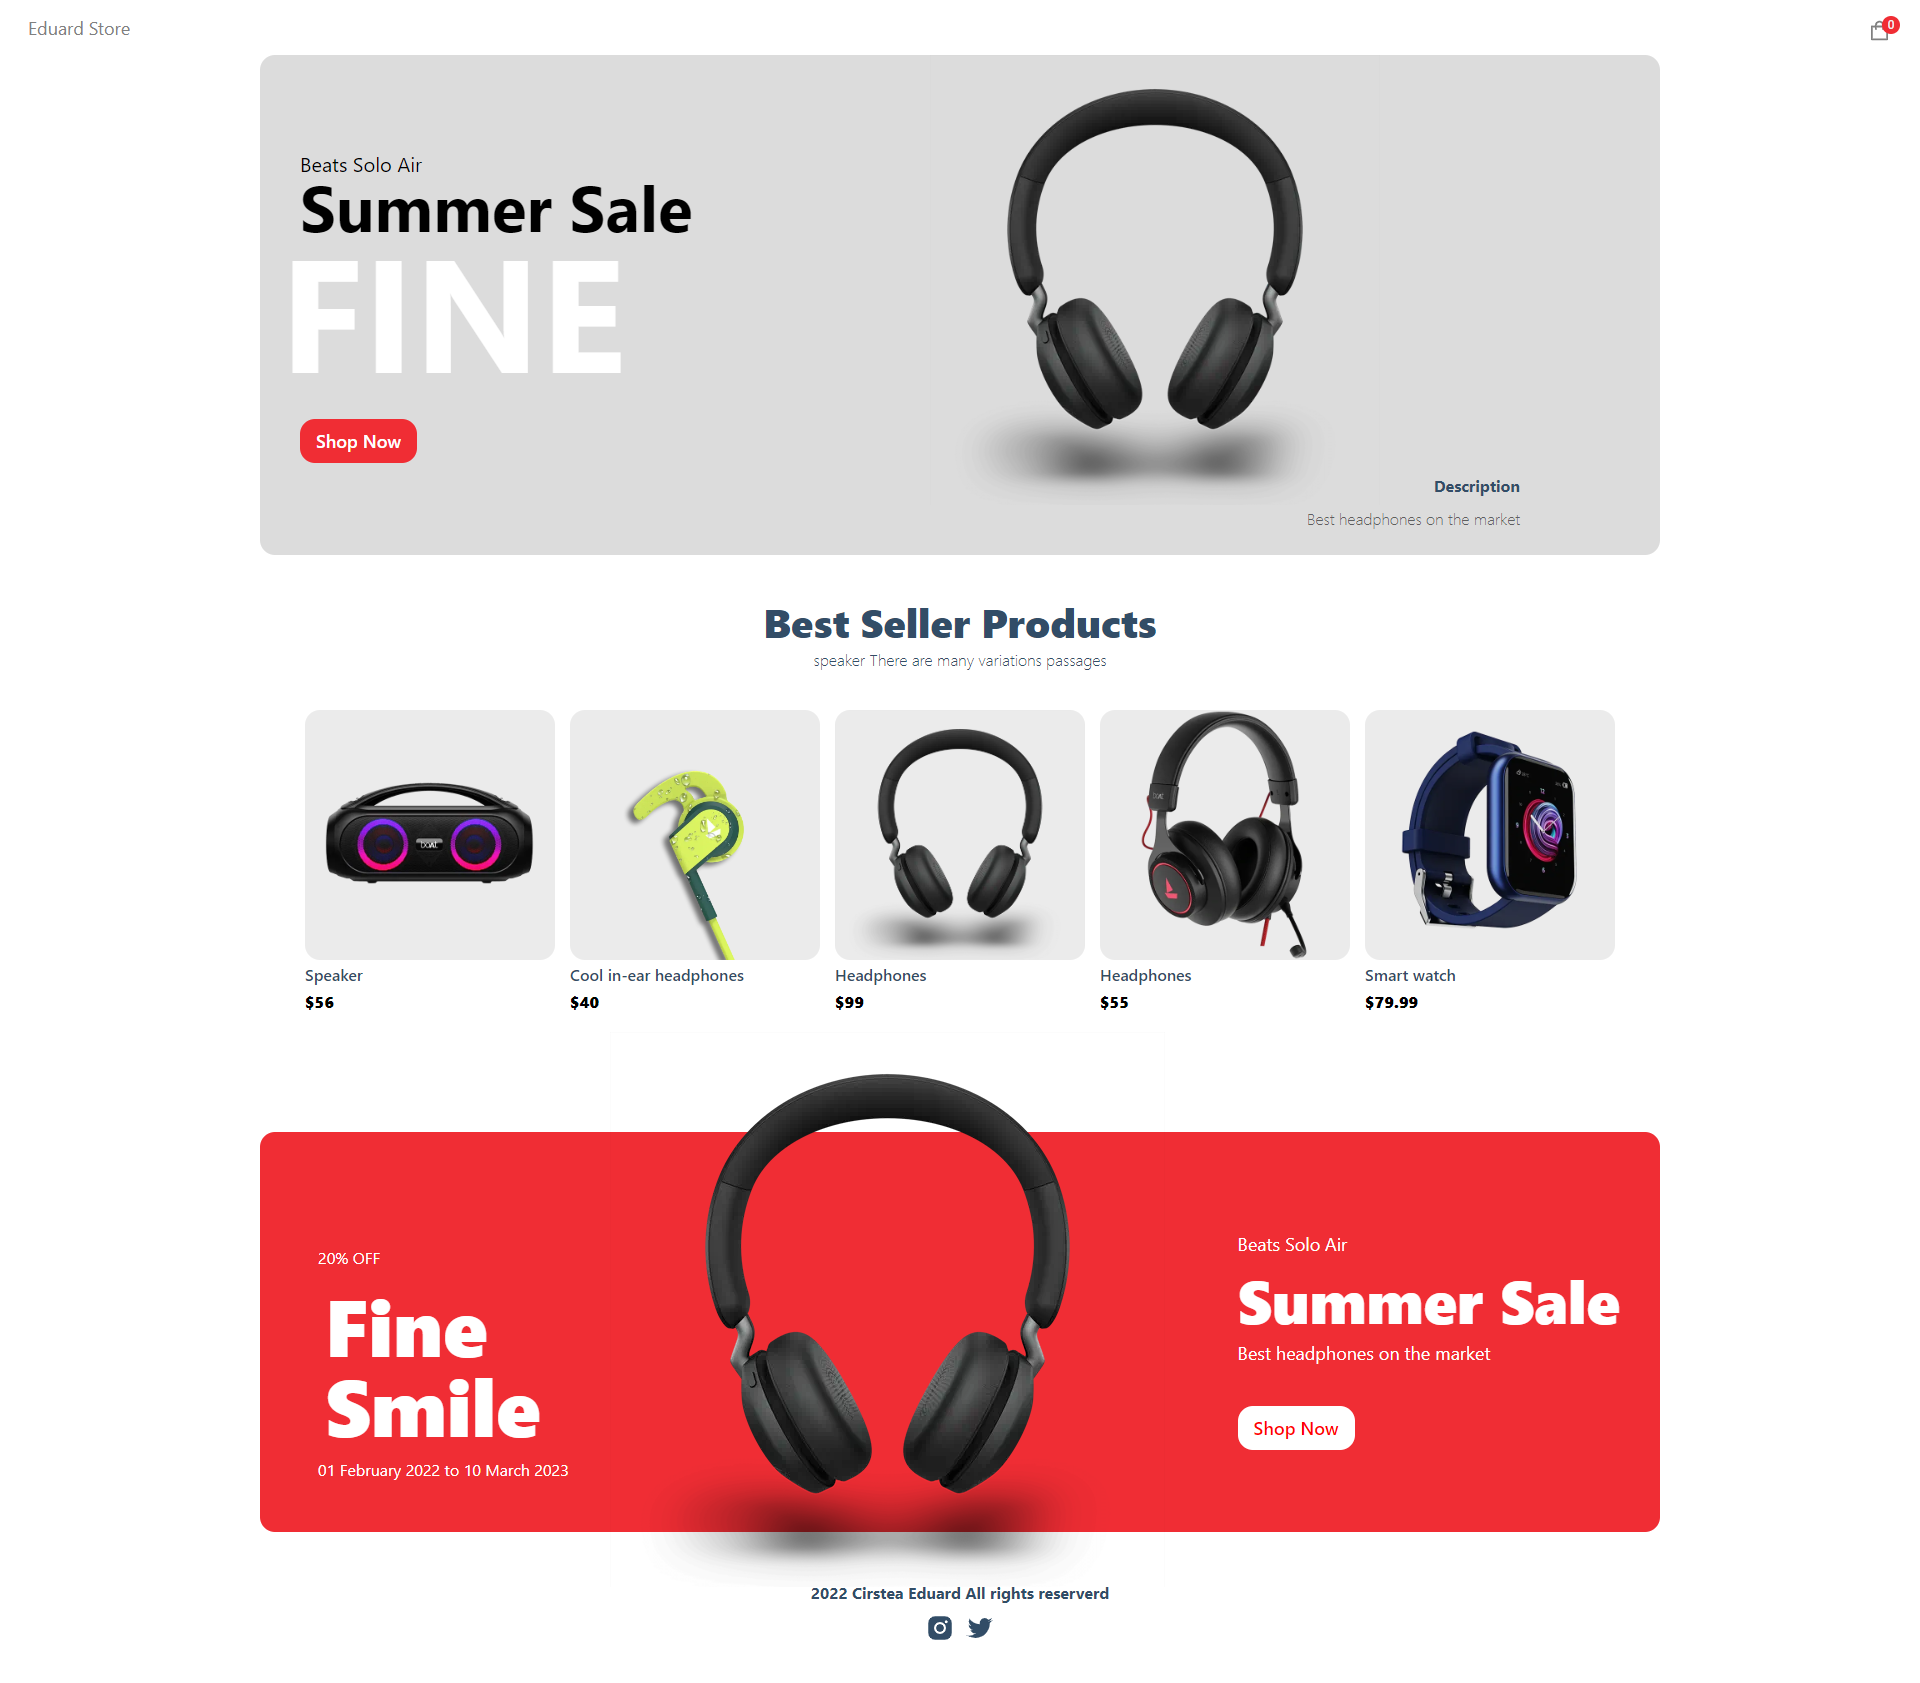 Eduard Store
0
Beats Solo Air
Summer Sale
FINE
Shop Now
Description
Best headphones on the market
Best Seller Products
speaker There are many variations passages
Speaker
$56
Cool in-ear headphones
$40
Headphones
$99
Headphones
$55
Smart watch
$79.99
20% OFF
Fine
Smile
01 February 2022 to 10 March 2023
Beats Solo Air
Summer Sale
Best headphones on the market
Shop Now
2022 Cirstea Eduard All rights reserverd